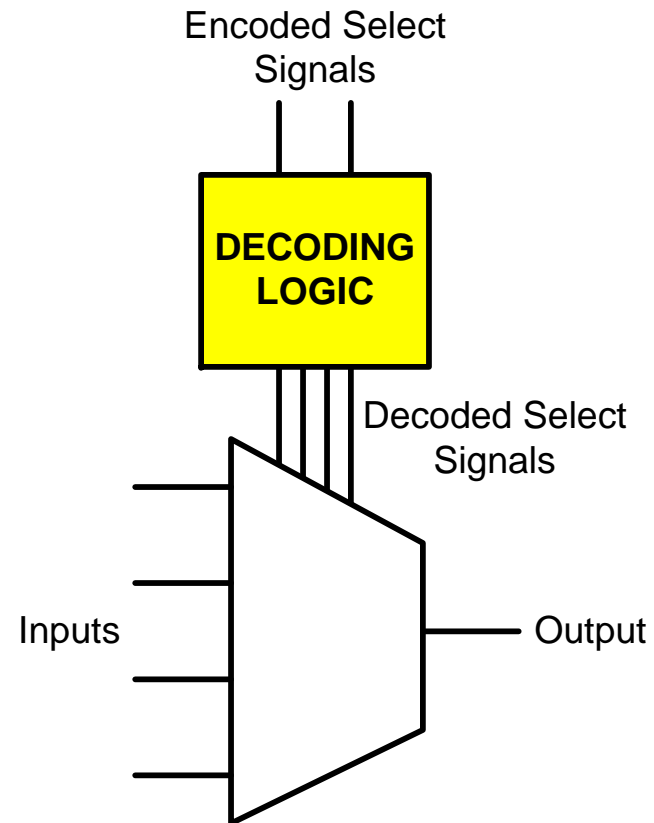 Encoded Select
Signals
DECODING
LOGIC
Decoded Select
Signals
Inputs
Output